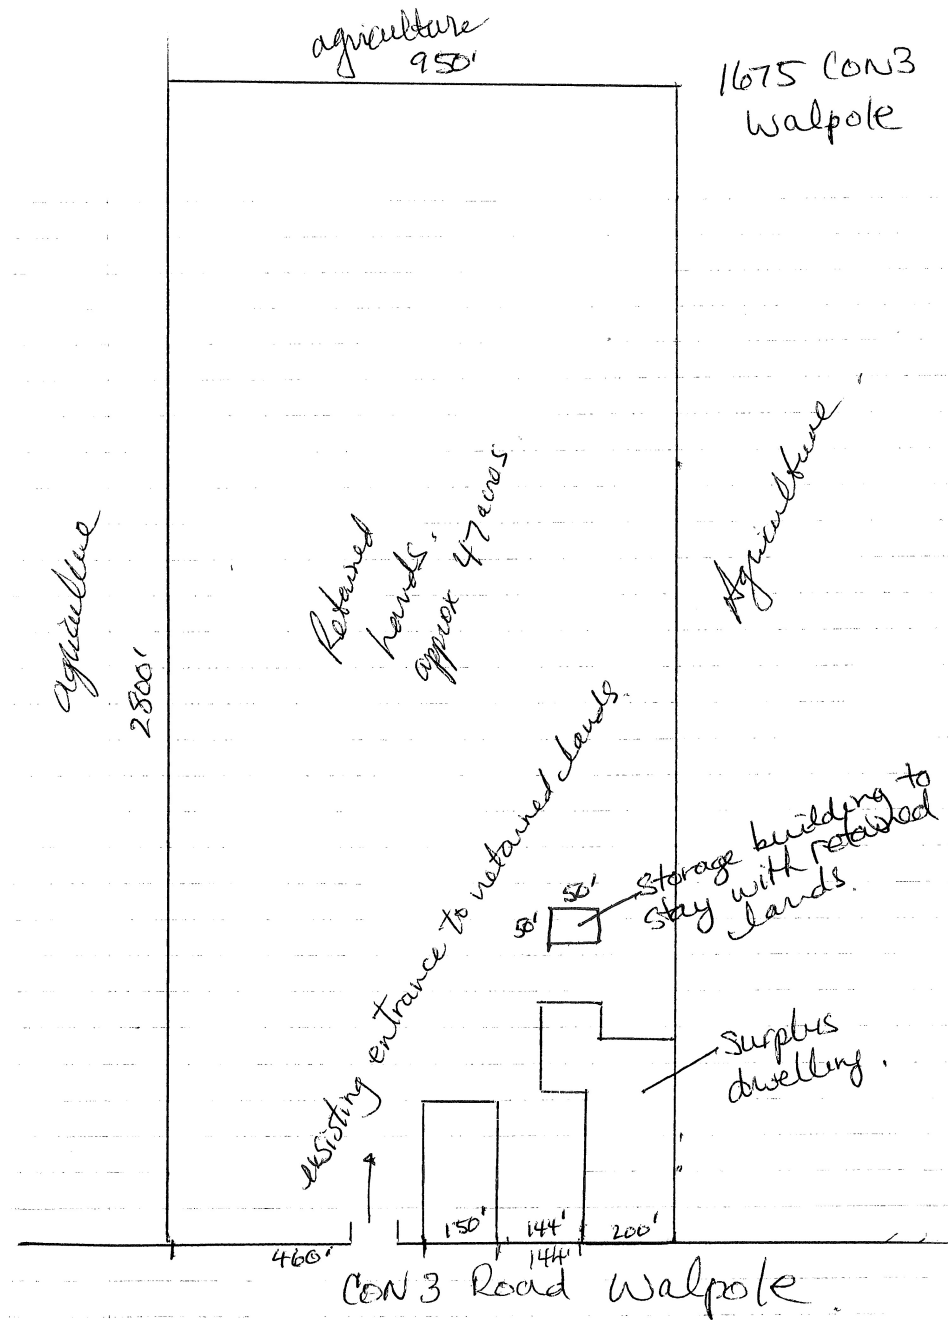 agriculture
950'
1675 CON3
Walpole
agriculture
2800'
Retained
lands.
approx 47 acres
Agriculture
existing entrance to retained lands
50'
50'
storage building to
stay with retained
lands.
Surplus
dwelling.
460'
150'
144'
144'
200'
CON 3 Road Walpole